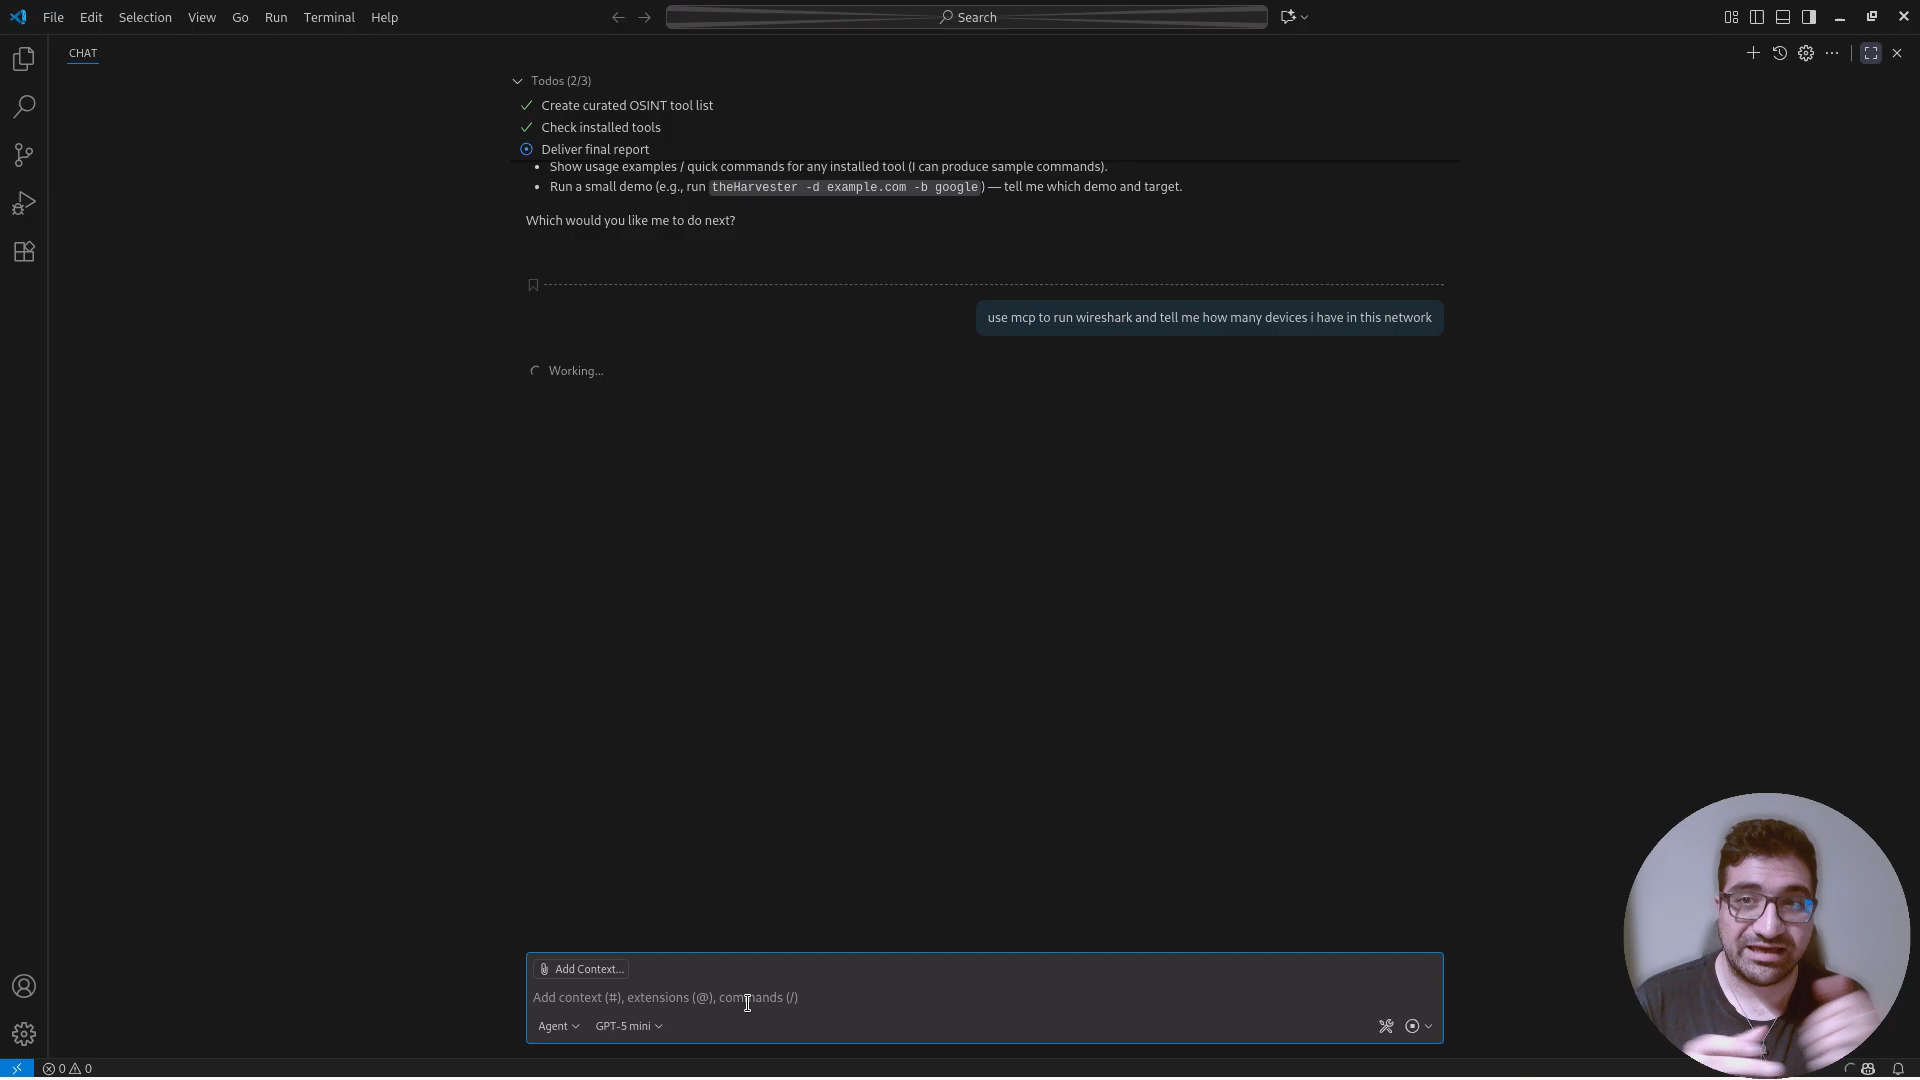 File Edit Selection View Go Run Terminal Help
Search
CHAT
Todos (2/3)
Create curated OSINT tool list
Check installed tools
Deliver final report
• Show usage examples / quick commands for any installed tool (I can produce sample commands).
• Run a small demo (e.g., run theHarvester -d example.com -b google) — tell me which demo and target.
Which would you like me to do next?
use mcp to run wireshark and tell me how many devices i have in this network
Working...
Add Context...
Add context (#), extensions (@), commands (/)
Agent GPT-5 mini
0 0